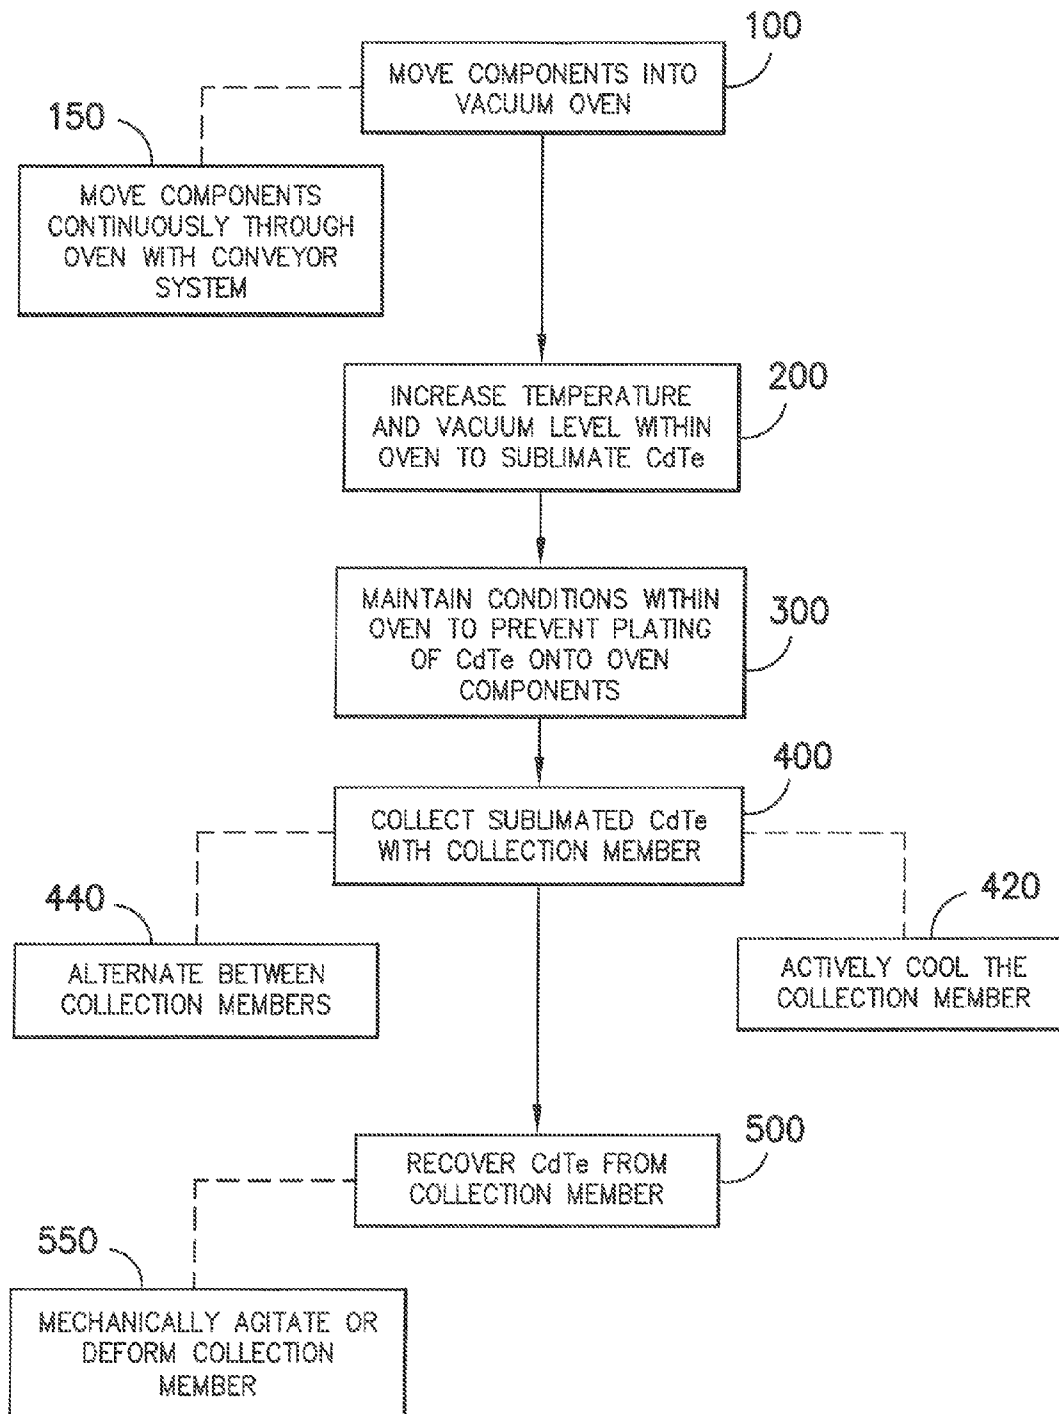 100
MOVE COMPONENTS INTO
VACUUM OVEN
150
MOVE COMPONENTS
CONTINUOUSLY THROUGH
OVEN WITH CONVEYOR
SYSTEM
200
INCREASE TEMPERATURE
AND VACUUM LEVEL WITHIN
OVEN TO SUBLIMATE CdTe
300
MAINTAIN CONDITIONS WITHIN
OVEN TO PREVENT PLATING
OF CdTe ONTO OVEN
COMPONENTS
400
COLLECT SUBLIMATED CdTe
WITH COLLECTION MEMBER
440
ALTERNATE BETWEEN
COLLECTION MEMBERS
420
ACTIVELY COOL THE
COLLECTION MEMBER
500
RECOVER CdTe FROM
COLLECTION MEMBER
550
MECHANICALLY AGITATE OR
DEFORM COLLECTION
MEMBER